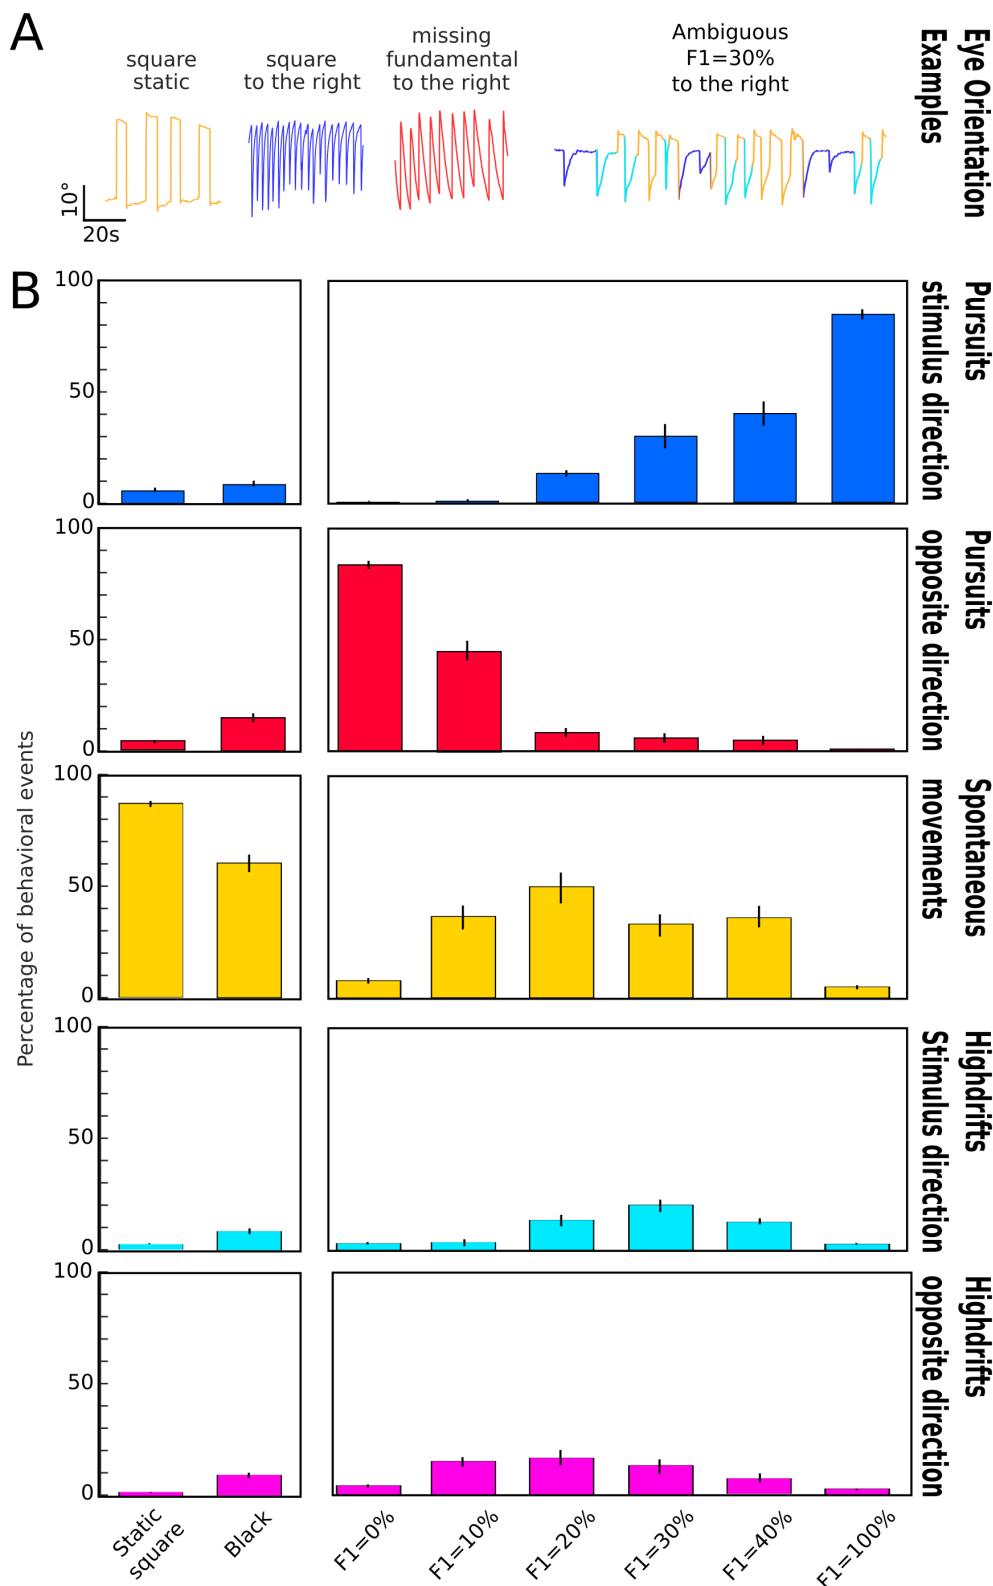 A
square
static
square
to the right
missing
fundamental
to the right
Ambiguous
F1=30%
to the right
Eye Orientation
Examples
10°
20s
B
Percentage of behavioral events
100
50
0
Pursuits
stimulus direction
100
50
0
Pursuits
opposite direction
100
50
0
Spontaneous
movements
100
50
0
Highdrifts
Stimulus direction
100
50
0
Highdrifts
opposite direction
Static
square
Black
F1=0%
F1=10%
F1=20%
F1=30%
F1=40%
F1=100%